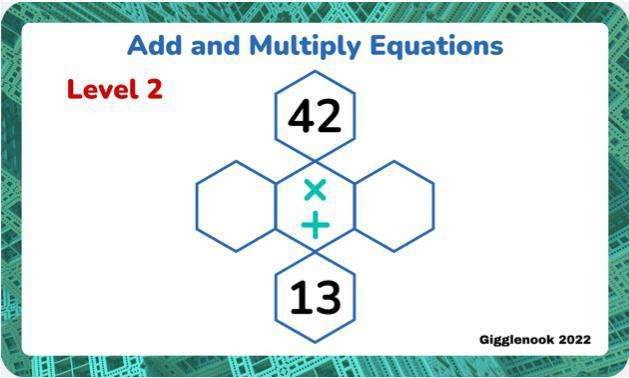 Add and Multiply Equations
Level 2
42
×
+
13
Gigglenook 2022